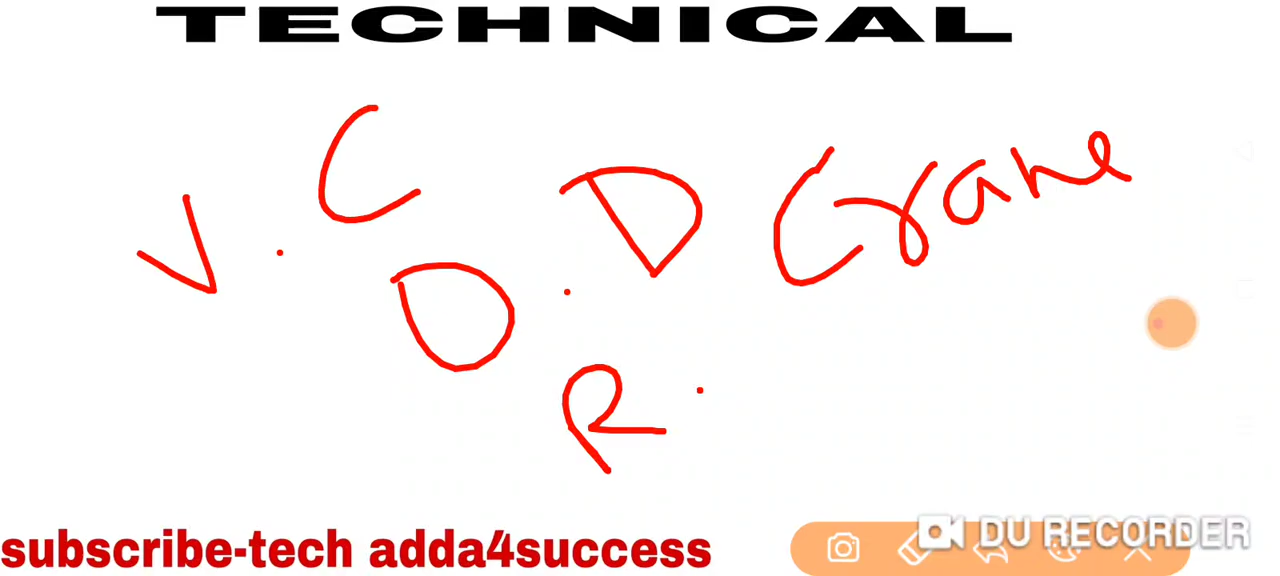 TECHNICAL
V. C D Crane
O .
R.
subscribe-tech adda4success
DU RECORDER